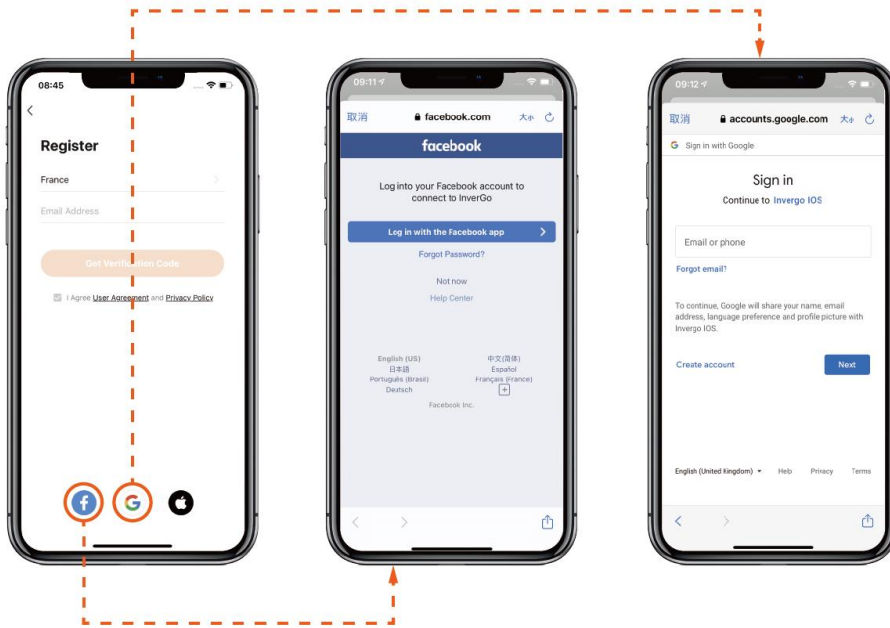 08:45
Register
France
Email Address
Get Verification Code
I Agree User Agreement and Privacy Policy
09:11
取消
facebook.com
大小
facebook
Log into your Facebook account to
connect to InverGo
Log in with the Facebook app
Forgot Password?
Not now
Help Center
English (US)
中文(简体)
日本語
Español
Português (Brasil)
Français (France)
Deutsch
Facebook Inc.
09:12
取消
accounts.google.com
大小
Sign in with Google
Sign in
Continue to Invergo IOS
Email or phone
Forgot email?
To continue, Google will share your name, email
address, language preference and profile picture with
Invergo IOS.
Create account
Next
English (United Kingdom)
Help
Privacy
Terms